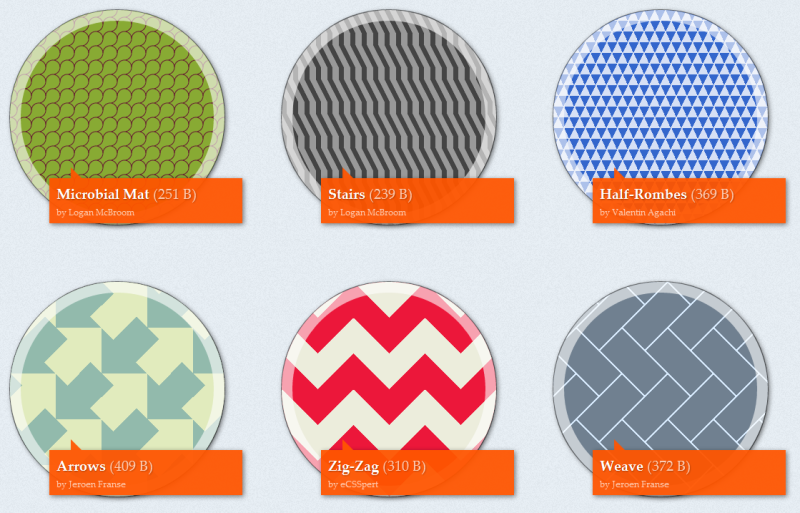 Microbial Mat (251 B)
by Logan McBroom
Stairs (239 B)
by Logan McBroom
Half-Rombes (369 B)
by Valentin Agachi
Arrows (409 B)
by Jeroen Franse
Zig-Zag (310 B)
by eCSSpert
Weave (372 B)
by Jeroen Franse